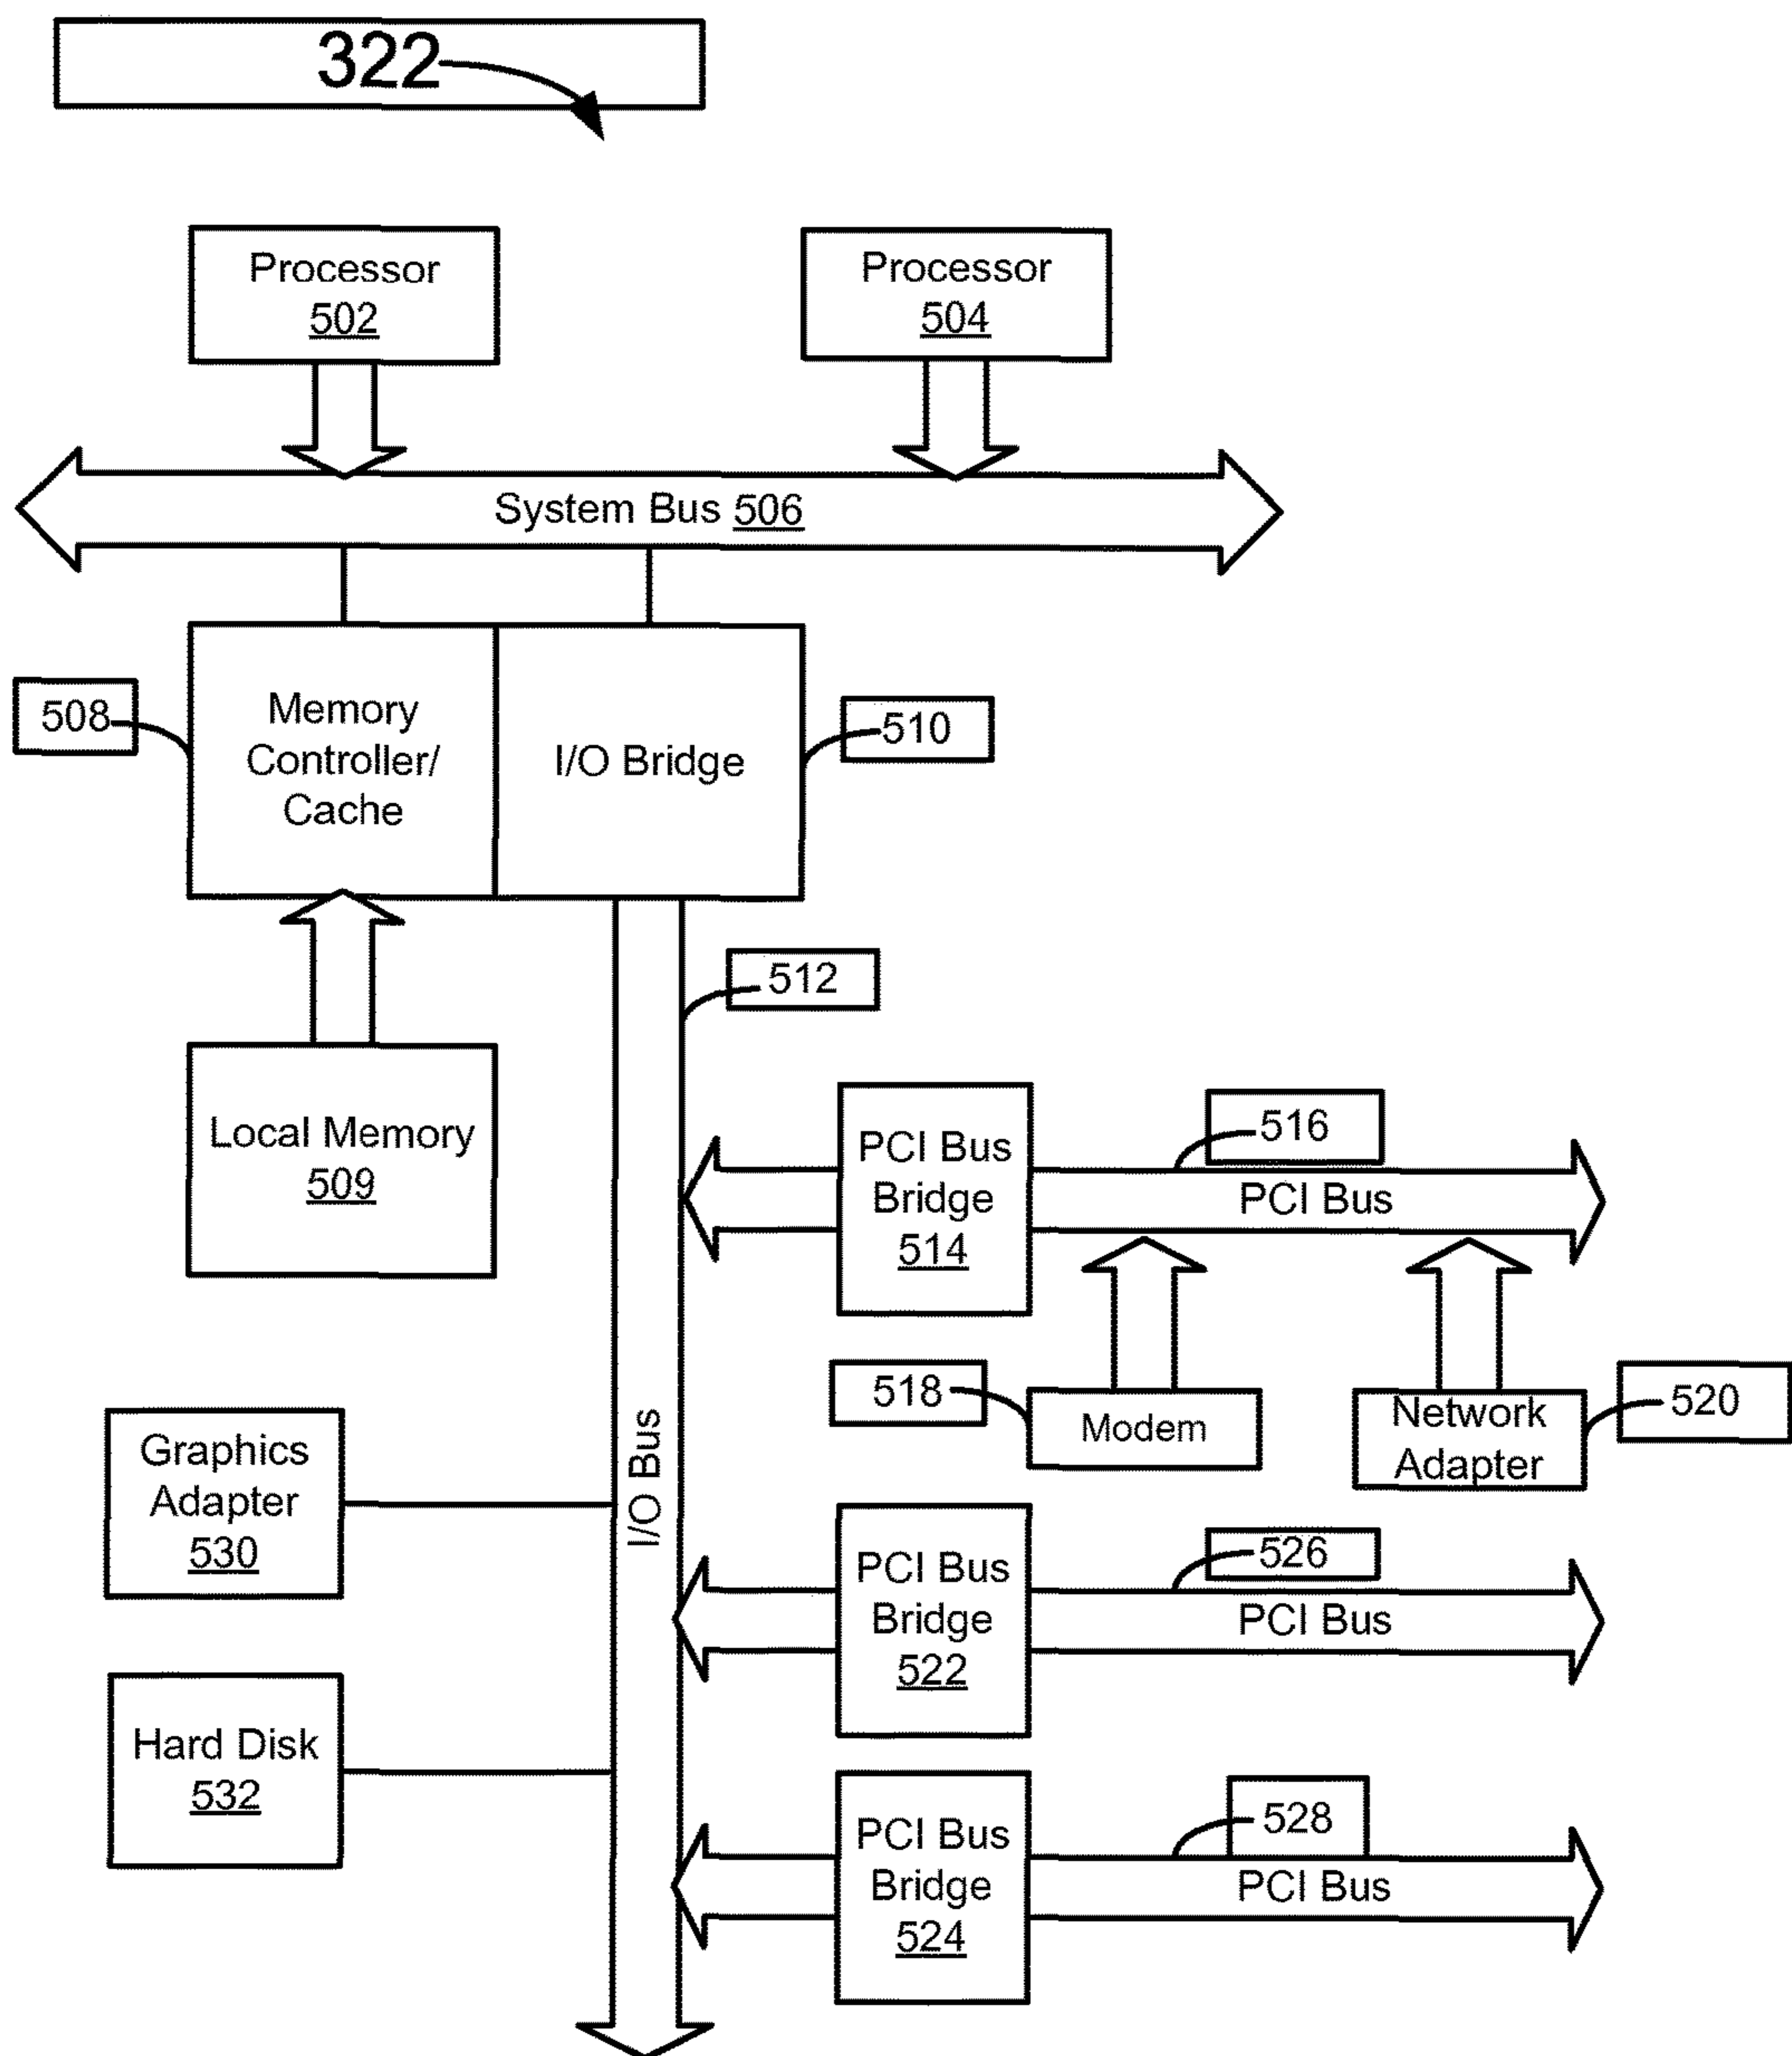 322
Processor
502
Processor
504
System Bus 506
508
Memory
Controller/
Cache
I/O Bridge
510
512
Local Memory
509
PCI Bus
Bridge
514
516
PCI Bus
518
Modem
Network
Adapter
520
Graphics
Adapter
530
I/O Bus
PCI Bus
Bridge
522
526
PCI Bus
Hard Disk
532
PCI Bus
Bridge
524
528
PCI Bus